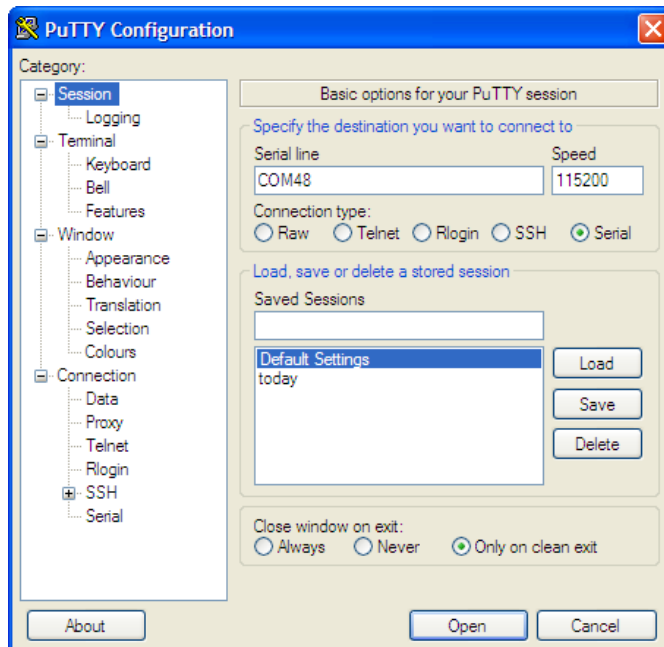 PuTTY Configuration
Category:
Session
Logging
Terminal
Keyboard
Bell
Features
Window
Appearance
Behaviour
Translation
Selection
Colours
Connection
Data
Proxy
Telnet
Rlogin
SSH
Serial
Basic options for your PuTTY session
Specify the destination you want to connect to
Serial line Speed
COM48 115200
Connection type:
Raw Telnet Rlogin SSH Serial
Load, save or delete a stored session
Saved Sessions
Default Settings
today
Load
Save
Delete
Close window on exit:
Always Never Only on clean exit
About Open Cancel